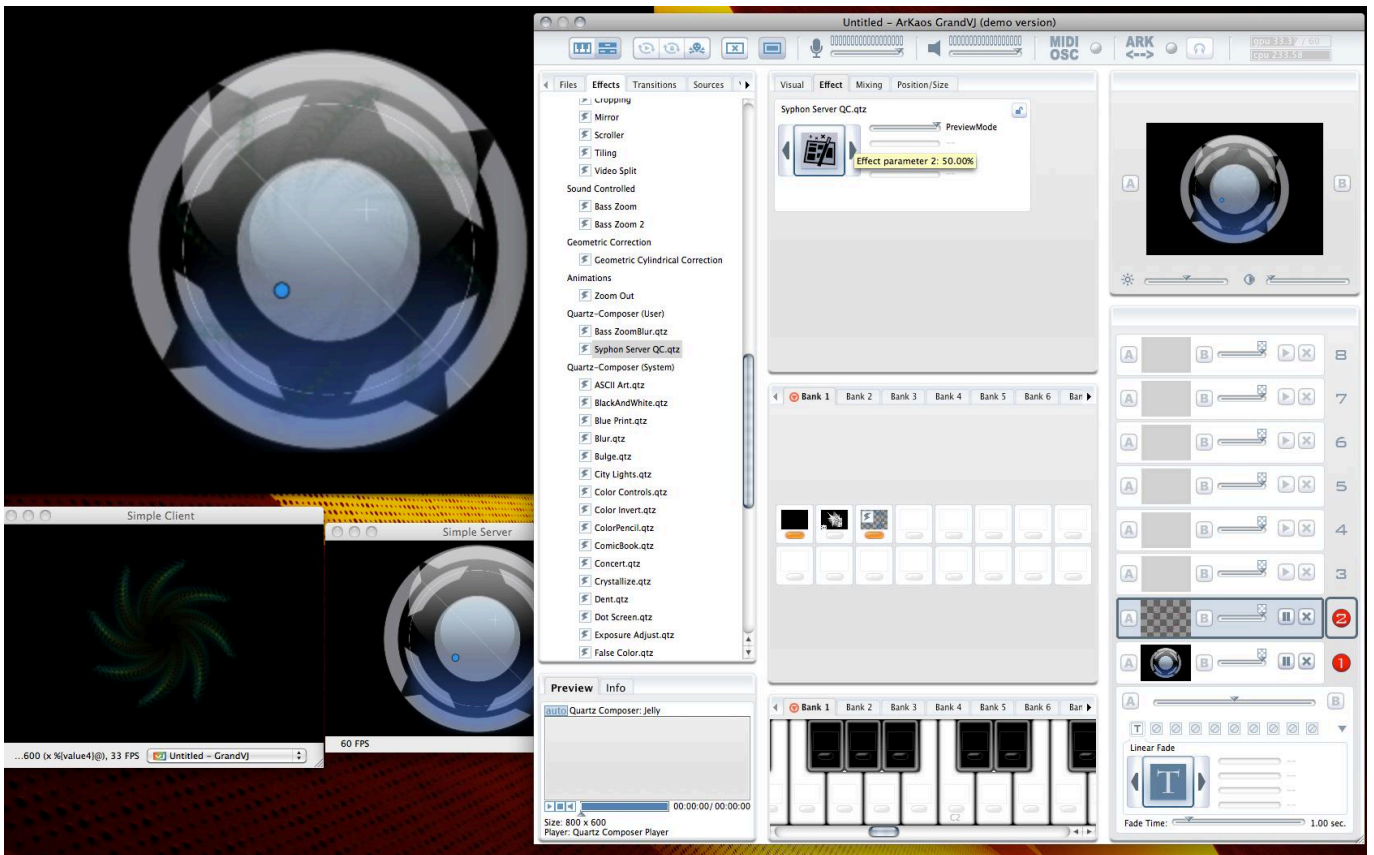 Untitled – ArKaos GrandVJ (demo version)
MIDI
OSC
ARK
<-->
Files
Effects
Transitions
Sources
Cropping
Mirror
Scroller
Tiling
Video Split
Sound Controlled
Bass Zoom
Bass Zoom 2
Geometric Correction
Geometric Cylindrical Correction
Animations
Zoom Out
Quartz-Composer (User)
Bass ZoomBlur.qtz
Syphon Server QC.qtz
Quartz-Composer (System)
ASCII Art.qtz
BlackAndWhite.qtz
Blue Print.qtz
Blur.qtz
Bulge.qtz
City Lights.qtz
Color Controls.qtz
Color Invert.qtz
ColorPencil.qtz
ComicBook.qtz
Concert.qtz
Crystallize.qtz
Dent.qtz
Dot Screen.qtz
Exposure Adjust.qtz
False Color.qtz
Visual
Effect
Mixing
Position/Size
Syphon Server QC.qtz
PreviewMode
--
Effect parameter 2: 50.00%
--
A
B
Bank 1
Bank 2
Bank 3
Bank 4
Bank 5
Bank 6
Ban
A B 8
A B 7
A B 6
A B 5
A B 4
A B 3
A B 2
A B 1
A
B
T
Linear Fade
T
--
--
--
--
Fade Time:
1.00 sec.
Preview
Info
auto Quartz Composer: Jelly
00:00:00/ 00:00:00
Size: 800 x 600
Player: Quartz Composer Player
Bank 1
Bank 2
Bank 3
Bank 4
Bank 5
Bank 6
Ban
C2
Simple Client
...600 (x %{value4}@), 33 FPS
Untitled – GrandVJ
Simple Server
60 FPS